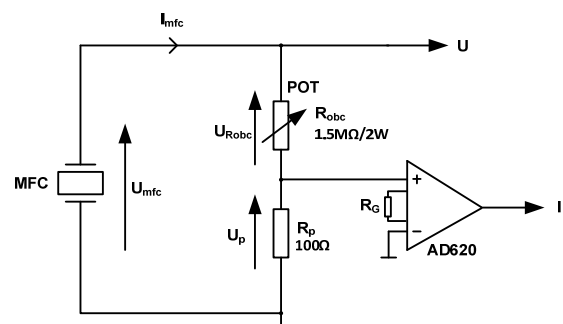 Imfc
U
POT
URobc
Robc
1.5MΩ/2W
MFC
Umfc
+
RG
I
Up
Rp
100Ω
−
AD620